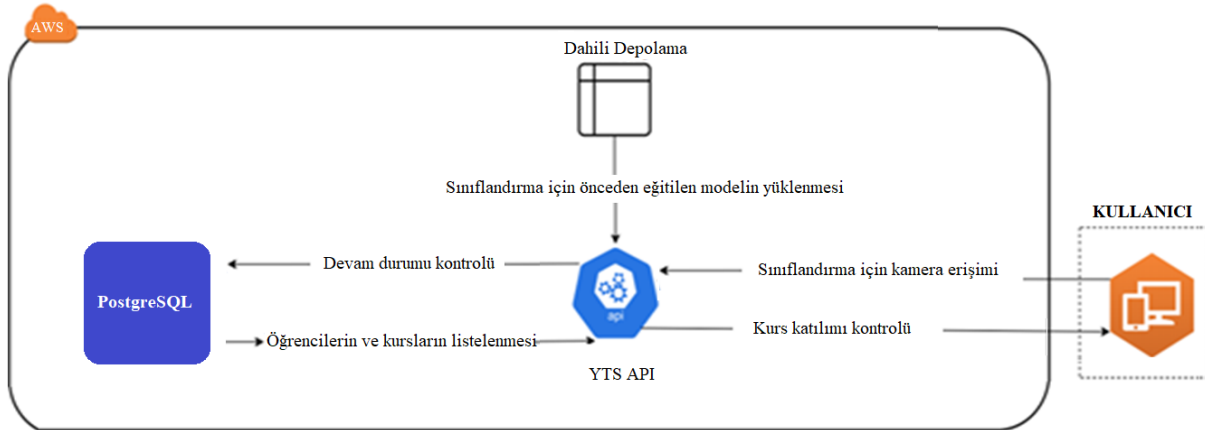 AWS
Dahili Depolama
Sınıflandırma için önceden eğitilen modelin yüklenmesi
KULLANICI
Devam durumu kontrolü
Sınıflandırma için kamera erişimi
PostgreSQL
api
Kurs katılımı kontrolü
Öğrencilerin ve kursların listelenmesi
YTS API